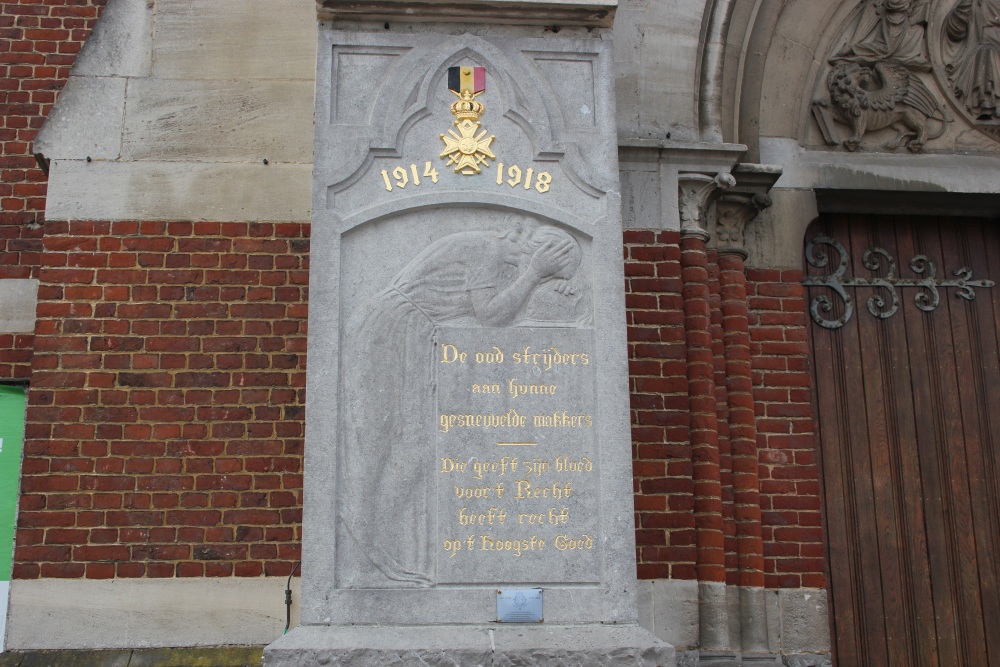 1914 1918
De oud strijders
aan hunne
gesneuvelde makkers
Die geeft zijn bloed
voor t Recht
heeft recht
op't Hoogste Goed